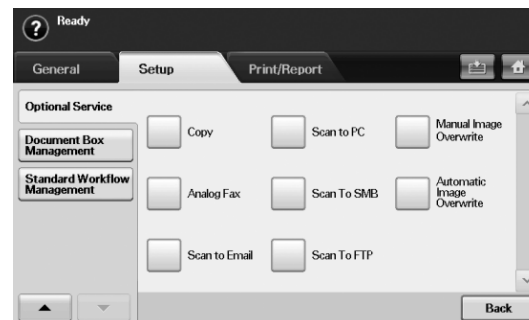 Ready
General Setup Print/Report
Optional Service
Document Box
Management
Standard Workflow
Management
Copy
Scan to PC
Manual Image
Overwrite
Analog Fax
Scan To SMB
Automatic
Image
Overwrite
Scan to Email
Scan To FTP
Back